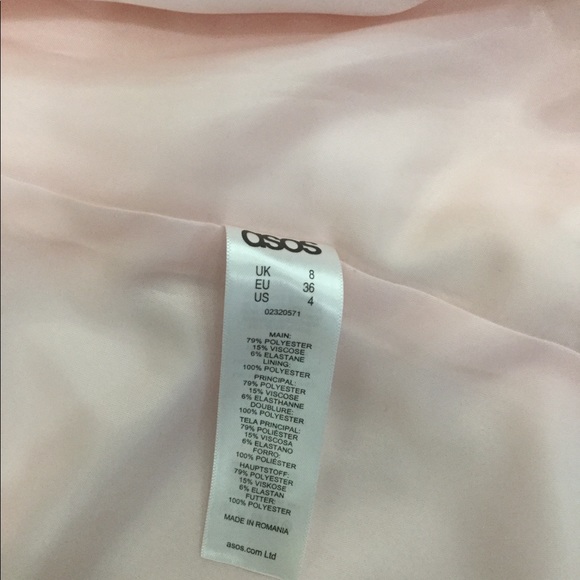 asos
UK 8
EU 36
US 4
02320571
MAIN:
79% POLYESTER
15% VISCOSE
6% ELASTANE
LINING:
100% POLYESTER
PRINCIPAL:
79% POLYESTER
15% VISCOSE
6% ELASTHANNE
DOUBLURE:
100% POLYESTER
TELA PRINCIPAL:
79% POLIÉSTER
15% VISCOSA
6% ELASTANO
FORRO:
100% POLIÉSTER
HAUPTSTOFF:
79% POLYESTER
15% VISKOSE
6% ELASTAN
FUTTER:
100% POLYESTER
MADE IN ROMANIA
asos.com Ltd